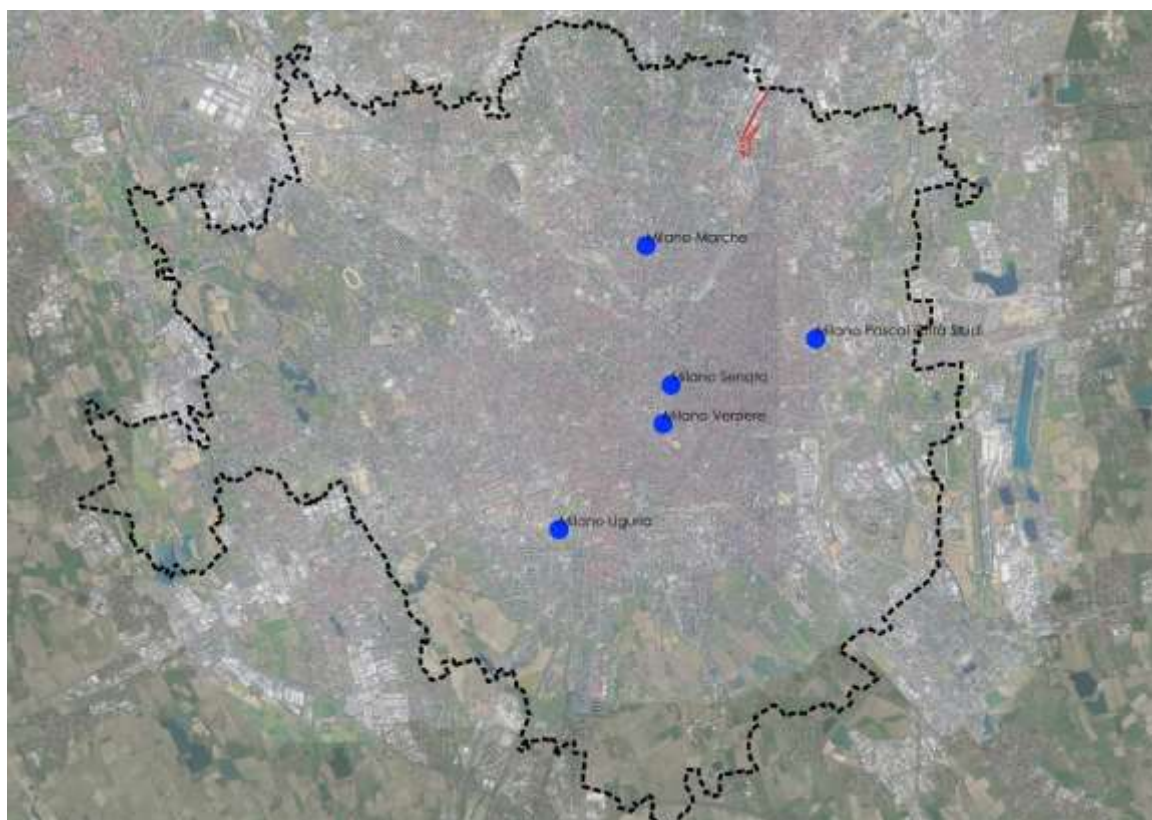 Milano Marche
Milano Pascal Città Studi
Milano Senato
Milano Verziere
Milano Liguria